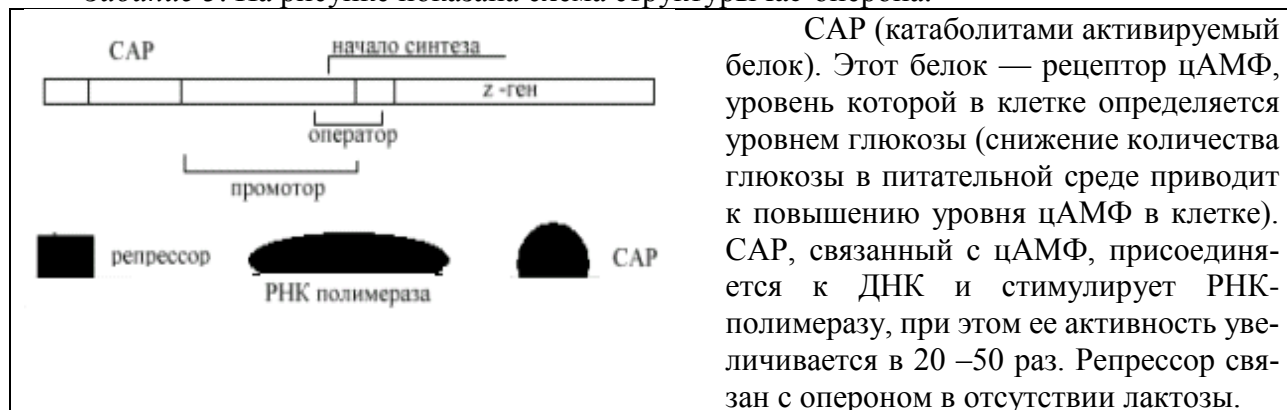 САР
начало синтеза
z -ген
оператор
промотор
репрессор
РНК полимераза
САР
САР (катаболитами активируемый
белок). Этот белок — рецептор цАМФ,
уровень которой в клетке определяется
уровнем глюкозы (снижение количества
глюкозы в питательной среде приводит
к повышению уровня цАМФ в клетке).
САР, связанный с цАМФ, присоединя-
ется к ДНК и стимулирует РНК-
полимеразу, при этом ее активность уве-
личивается в 20 –50 раз. Репрессор свя-
зан с опероном в отсутствии лактозы.